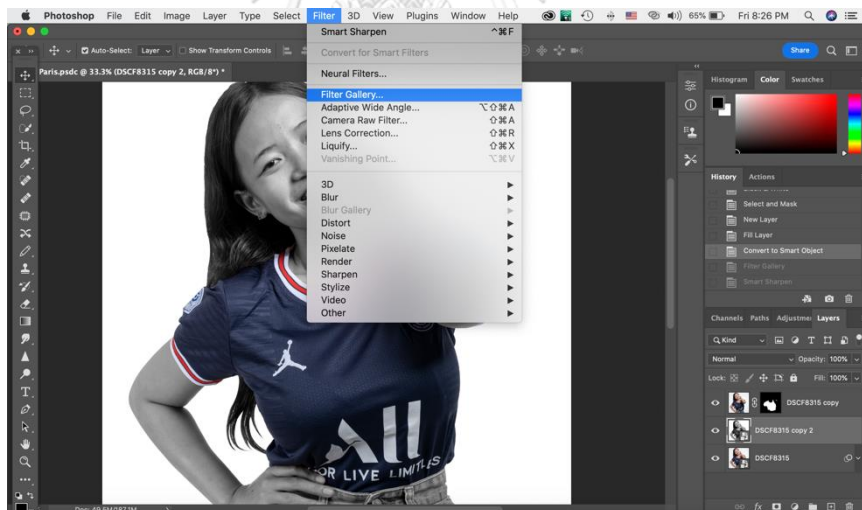 Photoshop File Edit Image Layer Type Select Filter 3D View Plugins Window Help 65% Fri 8:26 PM
Auto-Select: Layer Show Transform Controls Share
Paris.psdc @ 33.3% (DSCF8315 copy 2, RGB/8*) *
Smart Sharpen ^⌘F
Convert for Smart Filters
Neural Filters...
Filter Gallery...
Adaptive Wide Angle... ⌥⇧⌘A
Camera Raw Filter... ⇧⌘A
Lens Correction... ⇧⌘R
Liquify... ⇧⌘X
Vanishing Point... ⌥⌘V
3D
Blur
Blur Gallery
Distort
Noise
Pixelate
Render
Sharpen
Stylize
Video
Other
All
OR LIVE LIMITLES
Histogram Color Swatches
History Actions
Select and Mask
New Layer
Fill Layer
Convert to Smart Object
Filter Gallery
Smart Sharpen
Channels Paths Adjustme Layers
Kind
Normal Opacity: 100%
Lock: Fill: 100%
DSCF8315 copy
DSCF8315 copy 2
DSCF8315
fx